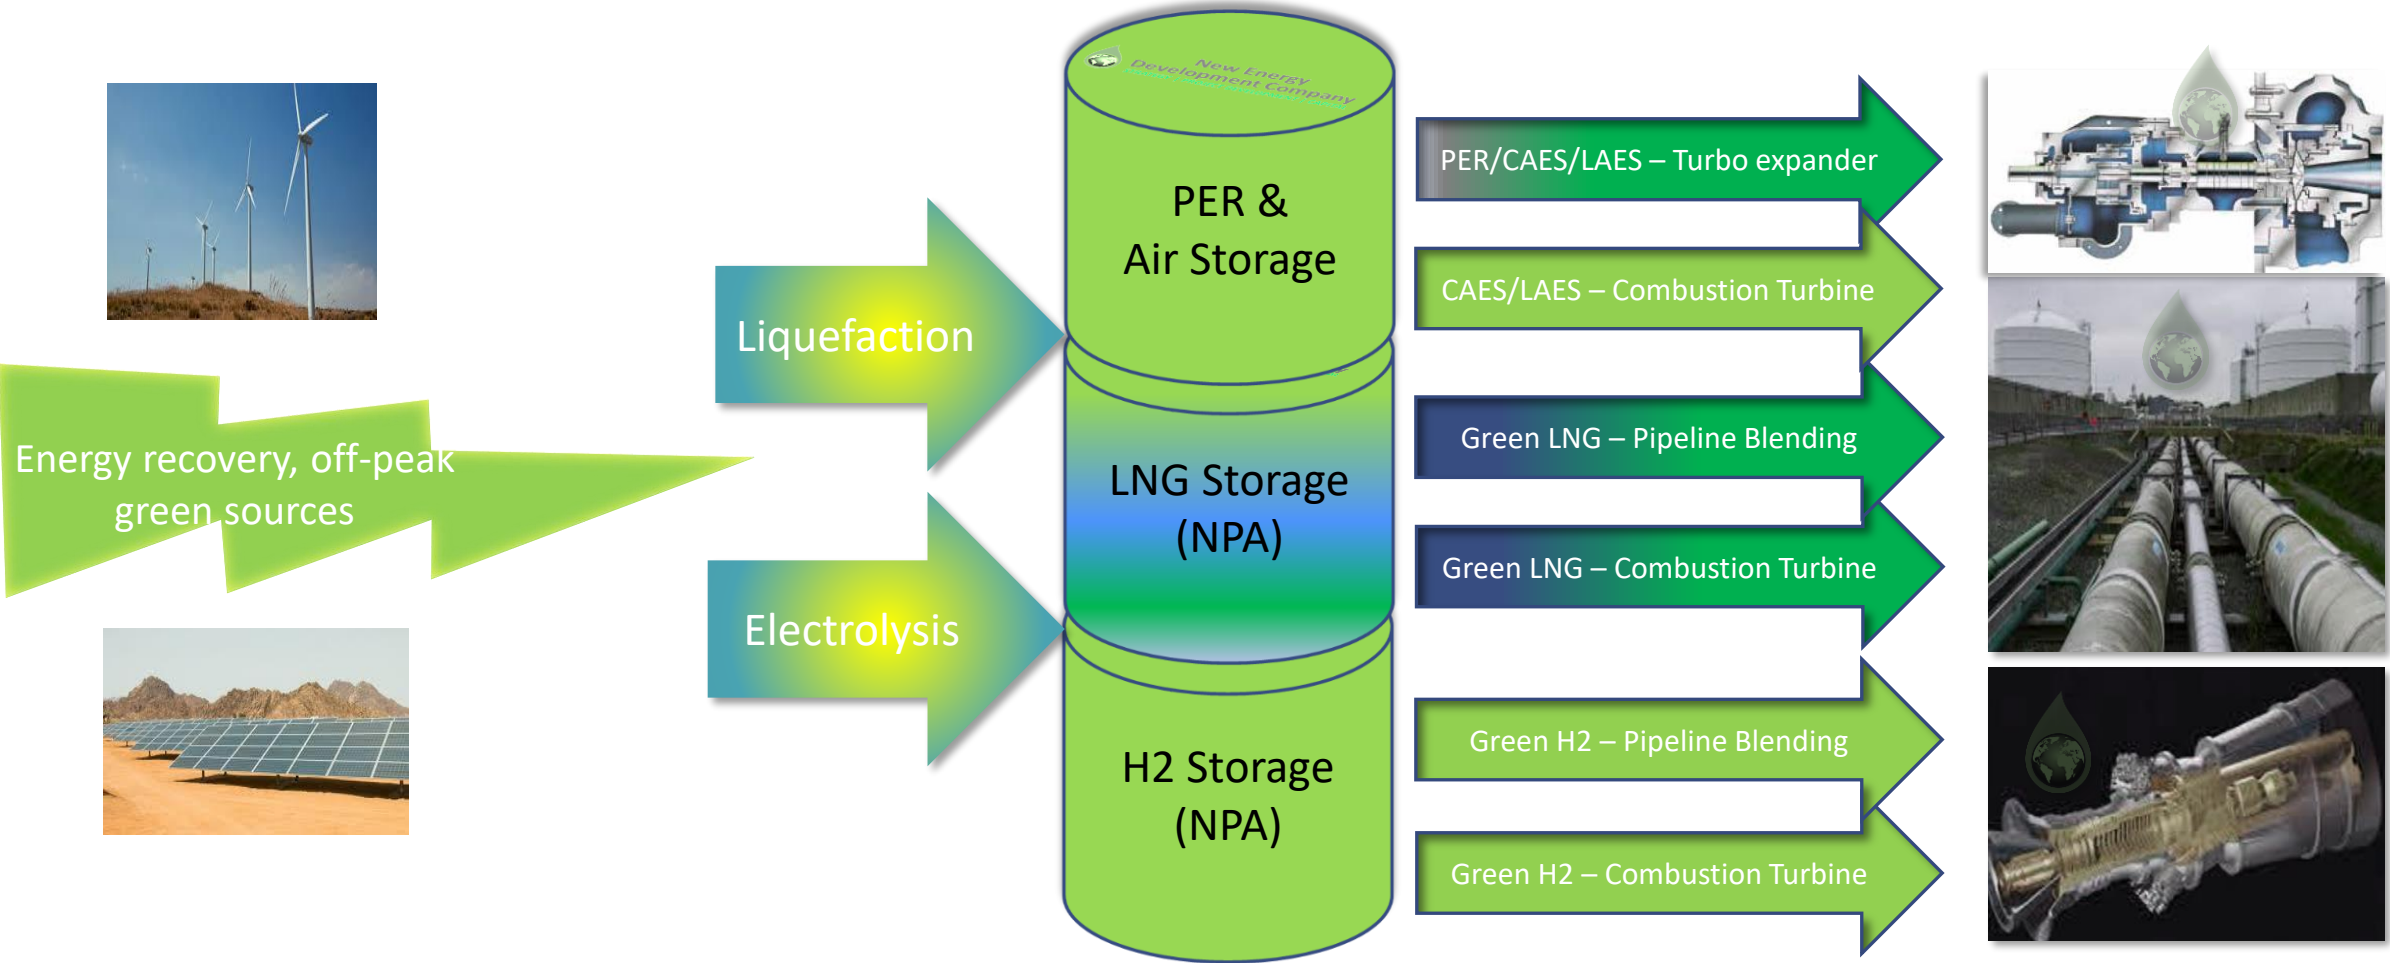 New Energy
Development Company
Energy recovery, off-peak
green sources
Liquefaction
Electrolysis
PER &
Air Storage
LNG Storage
(NPA)
H2 Storage
(NPA)
PER/CAES/LAES – Turbo expander
CAES/LAES – Combustion Turbine
Green LNG – Pipeline Blending
Green LNG – Combustion Turbine
Green H2 – Pipeline Blending
Green H2 – Combustion Turbine